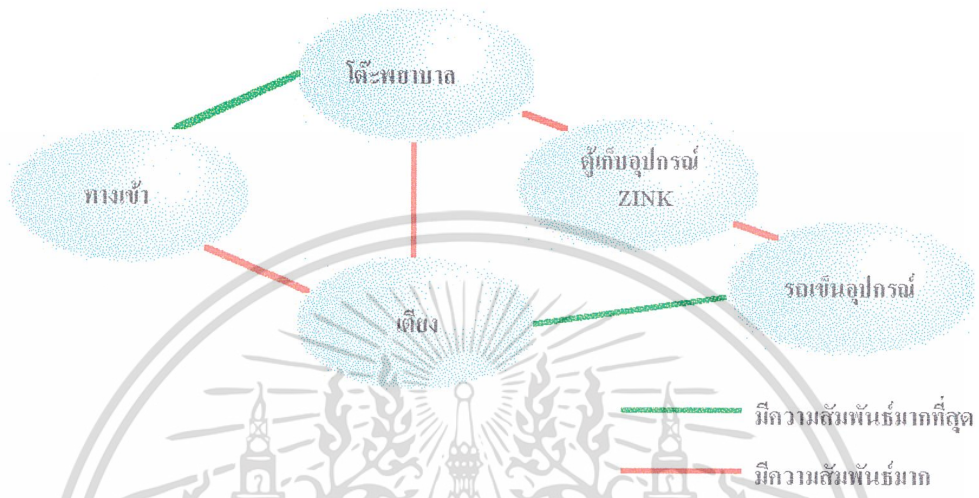 โต๊ะพยาบาล
ทางเข้า
ตู้เก็บอุปกรณ์
ZINK
รถเข็นอุปกรณ์
เตียง
มีความสัมพันธ์มากที่สุด
มีความสัมพันธ์มาก